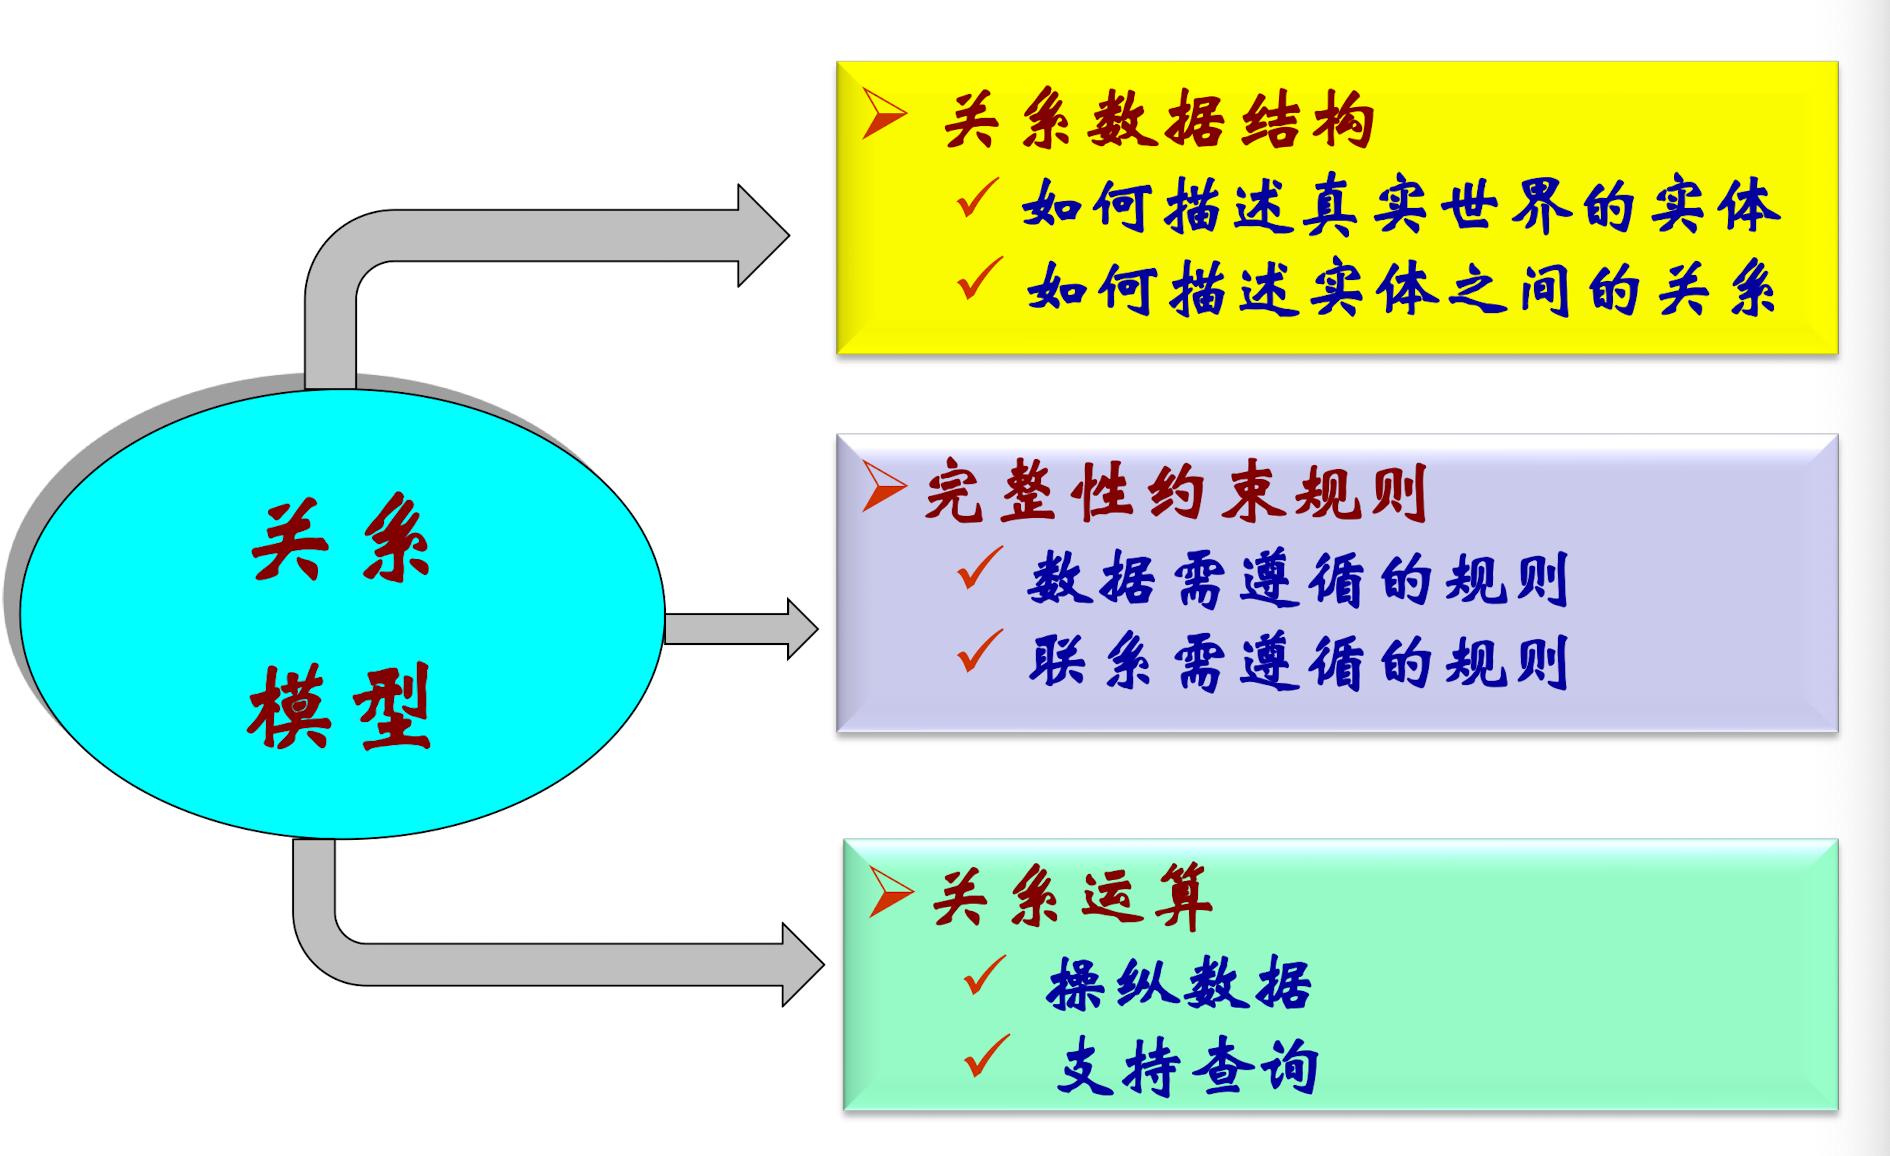 关系
模型
关系数据结构
如何描述真实世界的实体
如何描述实体之间的关系
完整性约束规则
数据需遵循的规则
联系需遵循的规则
关系运算
操纵数据
支持查询